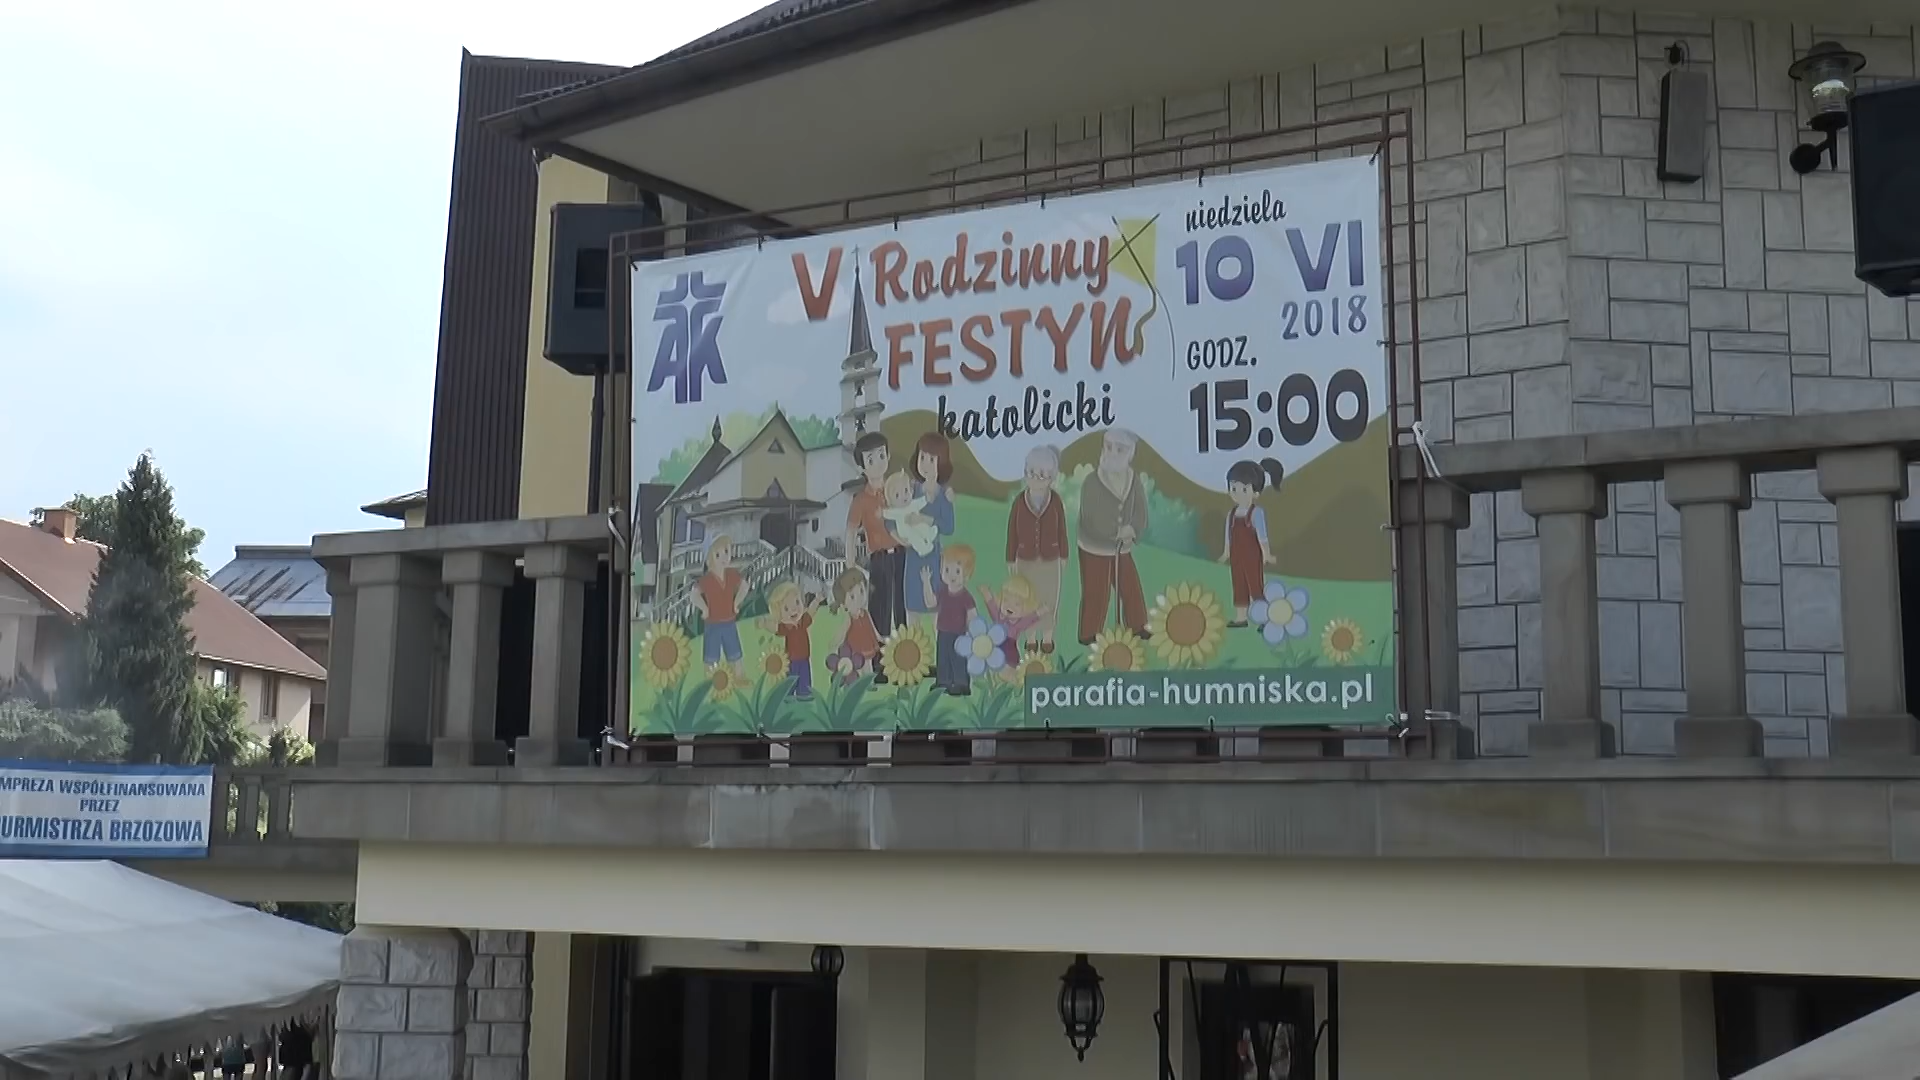 AK
V Rodzinny
FESTYN
katolicki
niedziela
10 VI
2018
GODZ.
15:00
parafia-humniska.pl
MPREZA WSPÓŁFINANSOWANA
PRZEZ
URMISTRZA BRZOZOWA